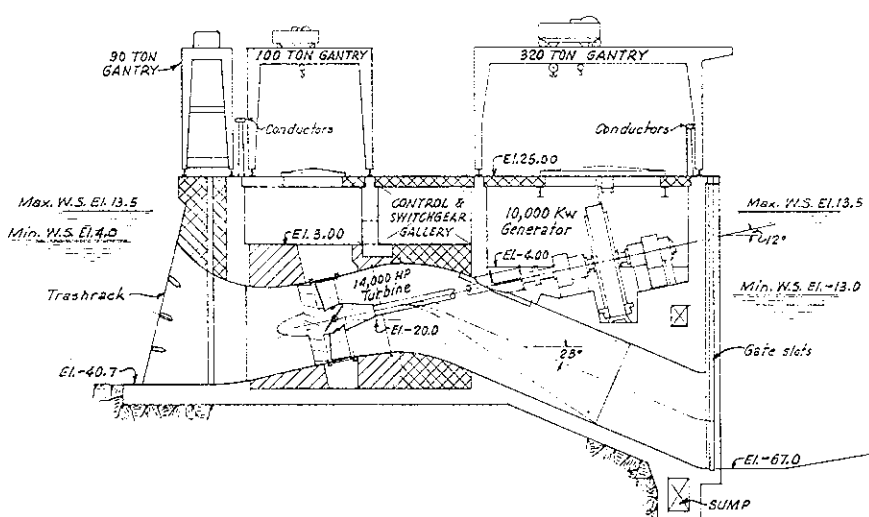 90 TON
GANTRY
100 TON GANTRY
320 TON GANTRY
Conductors
Conductors
El.25.00
Max. W.S. El. 13.5
Min. W.S. El.4.0
CONTROL &
SWITCHGEAR
GALLERY
10,000 Kw
Generator
Max. W.S. El.13.5
12°
El.3.00
El.-4.00
14,000 HP
Turbine
Trashrack
El.-20.0
Min. W.S. El.-13.0
23°
Gate slots
El.-40.7
El.-67.0
SUMP